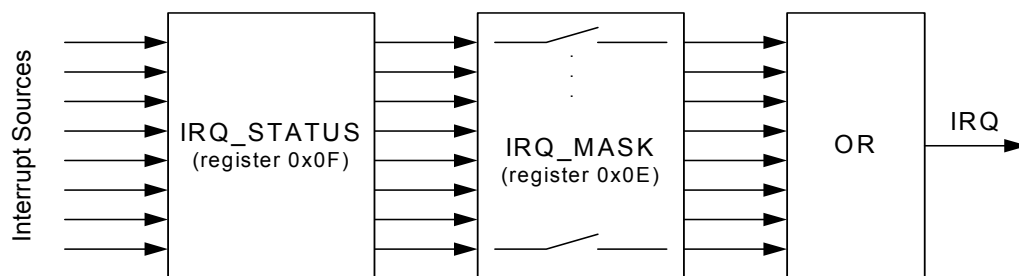 Interrupt Sources
IRQ_STATUS
(register 0x0F)
IRQ_MASK
(register 0x0E)
OR
IRQ